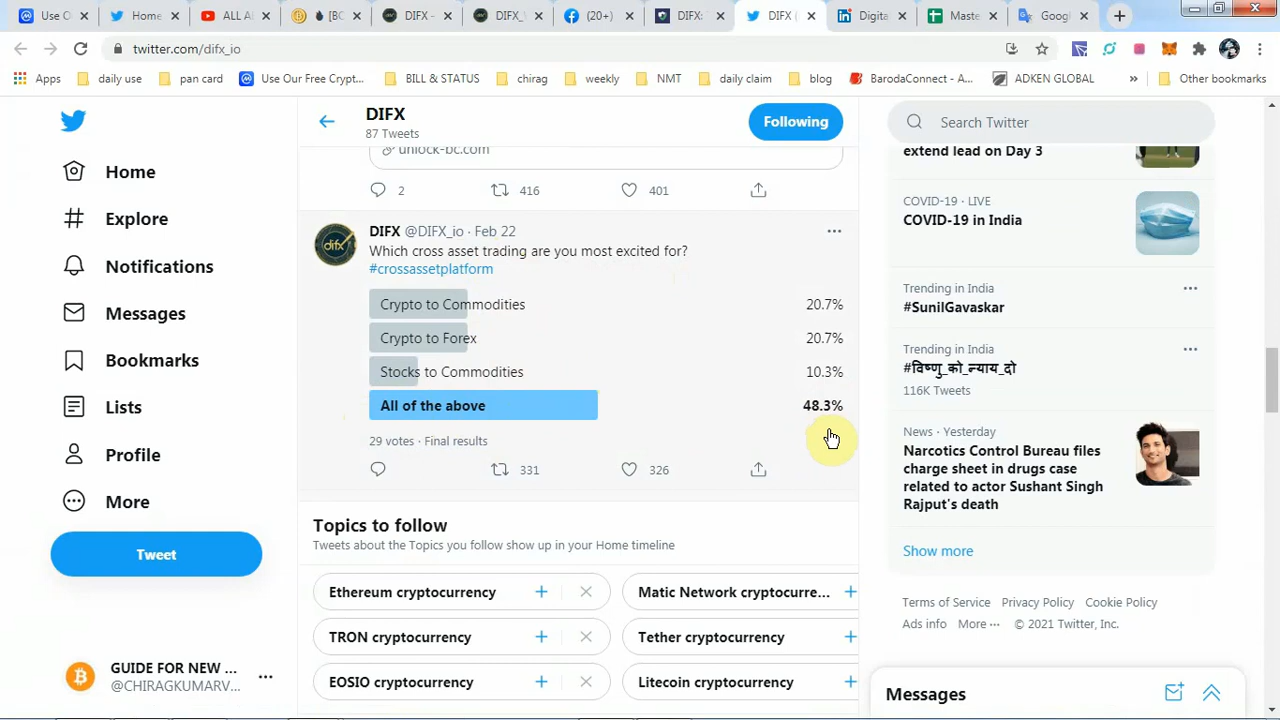 Use O
Home
ALL A
[BC
DIFX -
DIFX_
(20+)
DIFX:
DIFX (
Digita
Maste
Googl
twitter.com/difx_io
Apps
daily use
pan card
Use Our Free Crypt...
BILL & STATUS
chirag
weekly
NMT
daily claim
blog
BarodaConnect - A...
ADKEN GLOBAL
»
Other bookmarks
Home
Explore
Notifications
Messages
Bookmarks
Lists
Profile
More
Tweet
GUIDE FOR NEW ...
@CHIRAGKUMARV...
DIFX
87 Tweets
Following
unlock-bc.com
2 416 401
difx
DIFX @DIFX_io · Feb 22
Which cross asset trading are you most excited for?
#crossassetplatform
Crypto to Commodities 20.7%
Crypto to Forex 20.7%
Stocks to Commodities 10.3%
All of the above 48.3%
29 votes · Final results
331 326
Topics to follow
Tweets about the Topics you follow show up in your Home timeline
Ethereum cryptocurrency
Matic Network cryptocurre...
TRON cryptocurrency
Tether cryptocurrency
EOSIO cryptocurrency
Litecoin cryptocurrency
Search Twitter
extend lead on Day 3
COVID-19 · LIVE
COVID-19 in India
Trending in India
#SunilGavaskar
Trending in India
#विष्णु_को_न्याय_दो
116K Tweets
News · Yesterday
Narcotics Control Bureau files
charge sheet in drugs case
related to actor Sushant Singh
Rajput's death
Show more
Terms of Service Privacy Policy Cookie Policy
Ads info More ··· © 2021 Twitter, Inc.
Messages